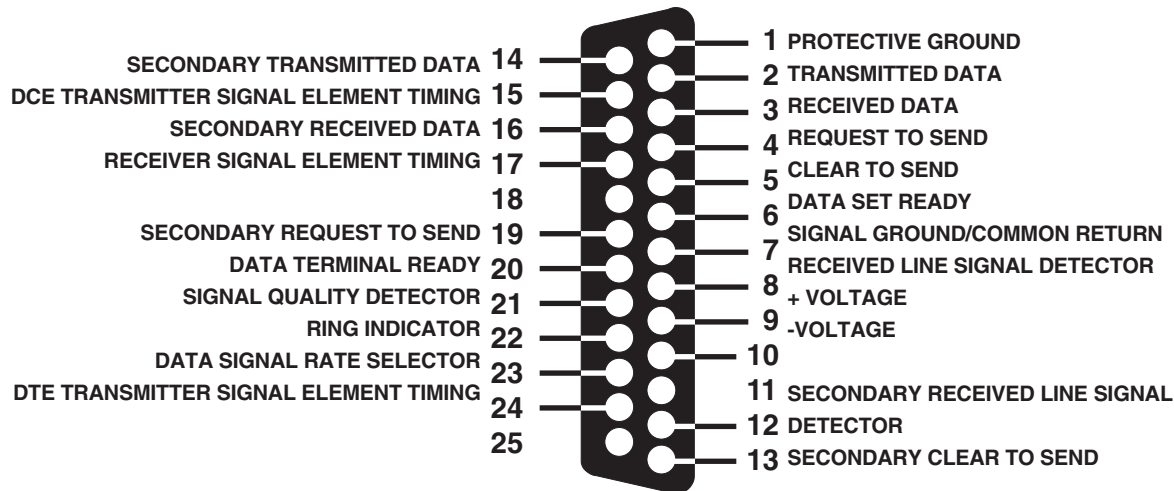 SECONDARY TRANSMITTED DATA 14
DCE TRANSMITTER SIGNAL ELEMENT TIMING 15
SECONDARY RECEIVED DATA 16
RECEIVER SIGNAL ELEMENT TIMING 17
18
SECONDARY REQUEST TO SEND 19
DATA TERMINAL READY 20
SIGNAL QUALITY DETECTOR 21
RING INDICATOR 22
DATA SIGNAL RATE SELECTOR 23
DTE TRANSMITTER SIGNAL ELEMENT TIMING 24
25
1 PROTECTIVE GROUND
2 TRANSMITTED DATA
3 RECEIVED DATA
4 REQUEST TO SEND
5 CLEAR TO SEND
6 DATA SET READY
7 SIGNAL GROUND/COMMON RETURN
8 RECEIVED LINE SIGNAL DETECTOR
9 + VOLTAGE
10 -VOLTAGE
11 SECONDARY RECEIVED LINE SIGNAL
12 DETECTOR
13 SECONDARY CLEAR TO SEND